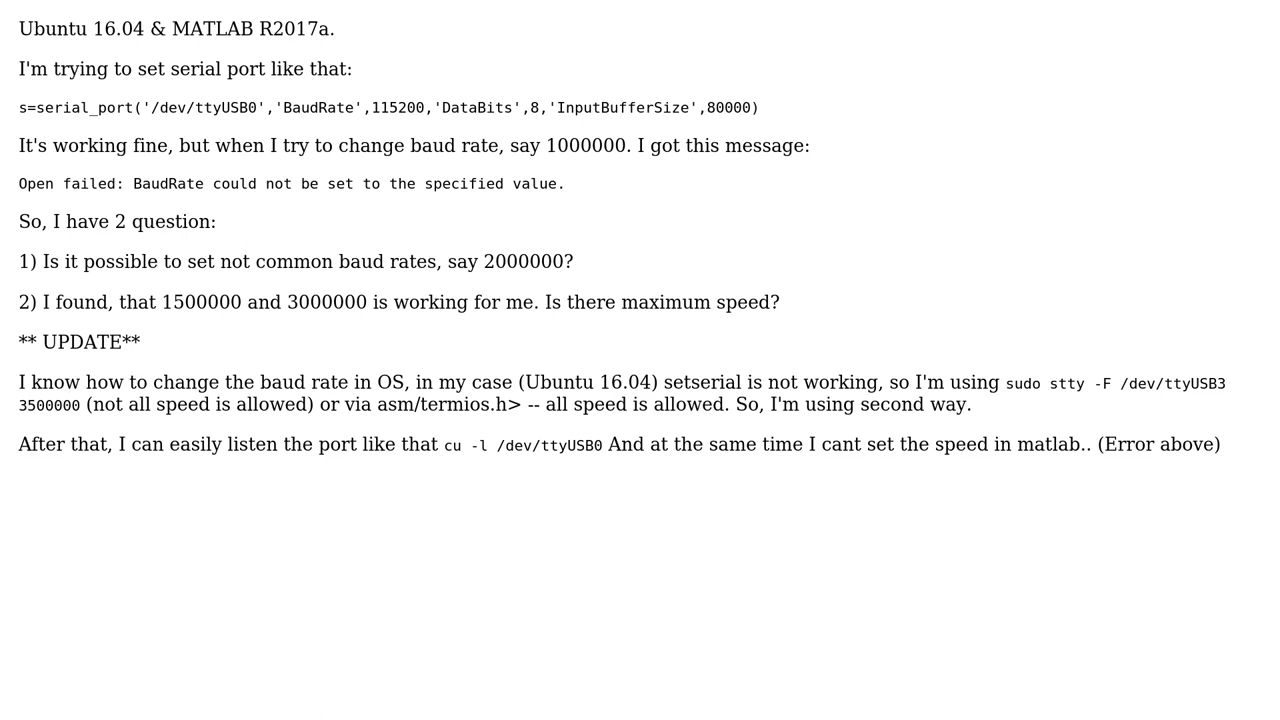 Ubuntu 16.04 & MATLAB R2017a.
I'm trying to set serial port like that:
s=serial_port('/dev/ttyUSB0','BaudRate',115200,'DataBits',8,'InputBufferSize',80000)
It's working fine, but when I try to change baud rate, say 1000000. I got this message:
Open failed: BaudRate could not be set to the specified value.
So, I have 2 question:
1) Is it possible to set not common baud rates, say 2000000?
2) I found, that 1500000 and 3000000 is working for me. Is there maximum speed?
** UPDATE**
I know how to change the baud rate in OS, in my case (Ubuntu 16.04) setserial is not working, so I'm using sudo stty -F /dev/ttyUSB3
3500000 (not all speed is allowed) or via asm/termios.h> -- all speed is allowed. So, I'm using second way.
After that, I can easily listen the port like that cu -l /dev/ttyUSB0 And at the same time I cant set the speed in matlab.. (Error above)